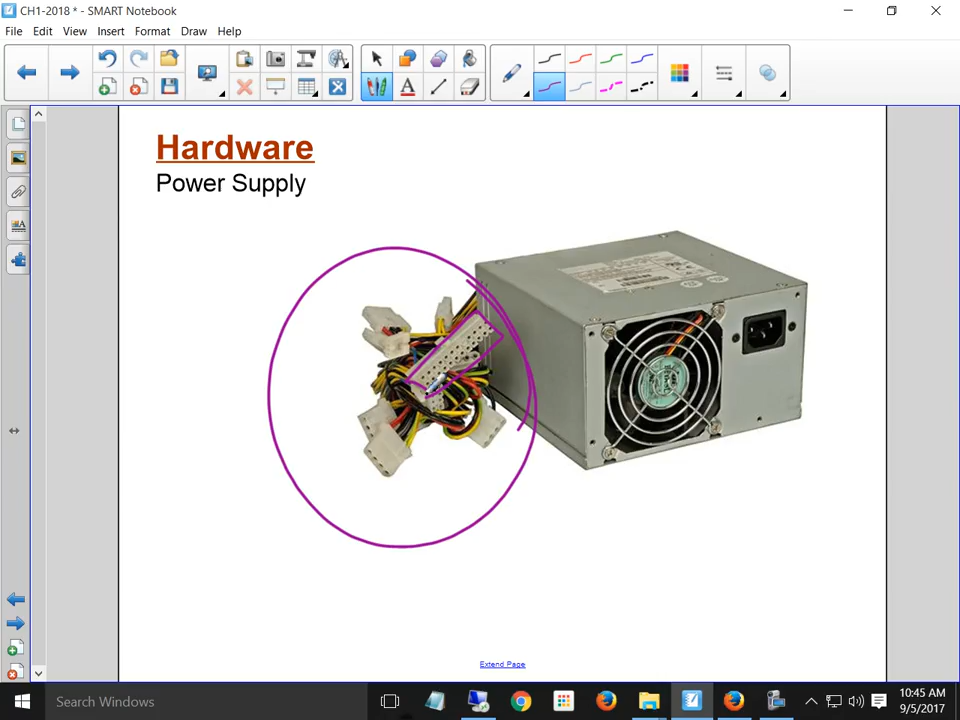 CH1-2018 * - SMART Notebook
File Edit View Insert Format Draw Help
Hardware
Power Supply
Extend Page
Search Windows
10:45 AM
9/5/2017